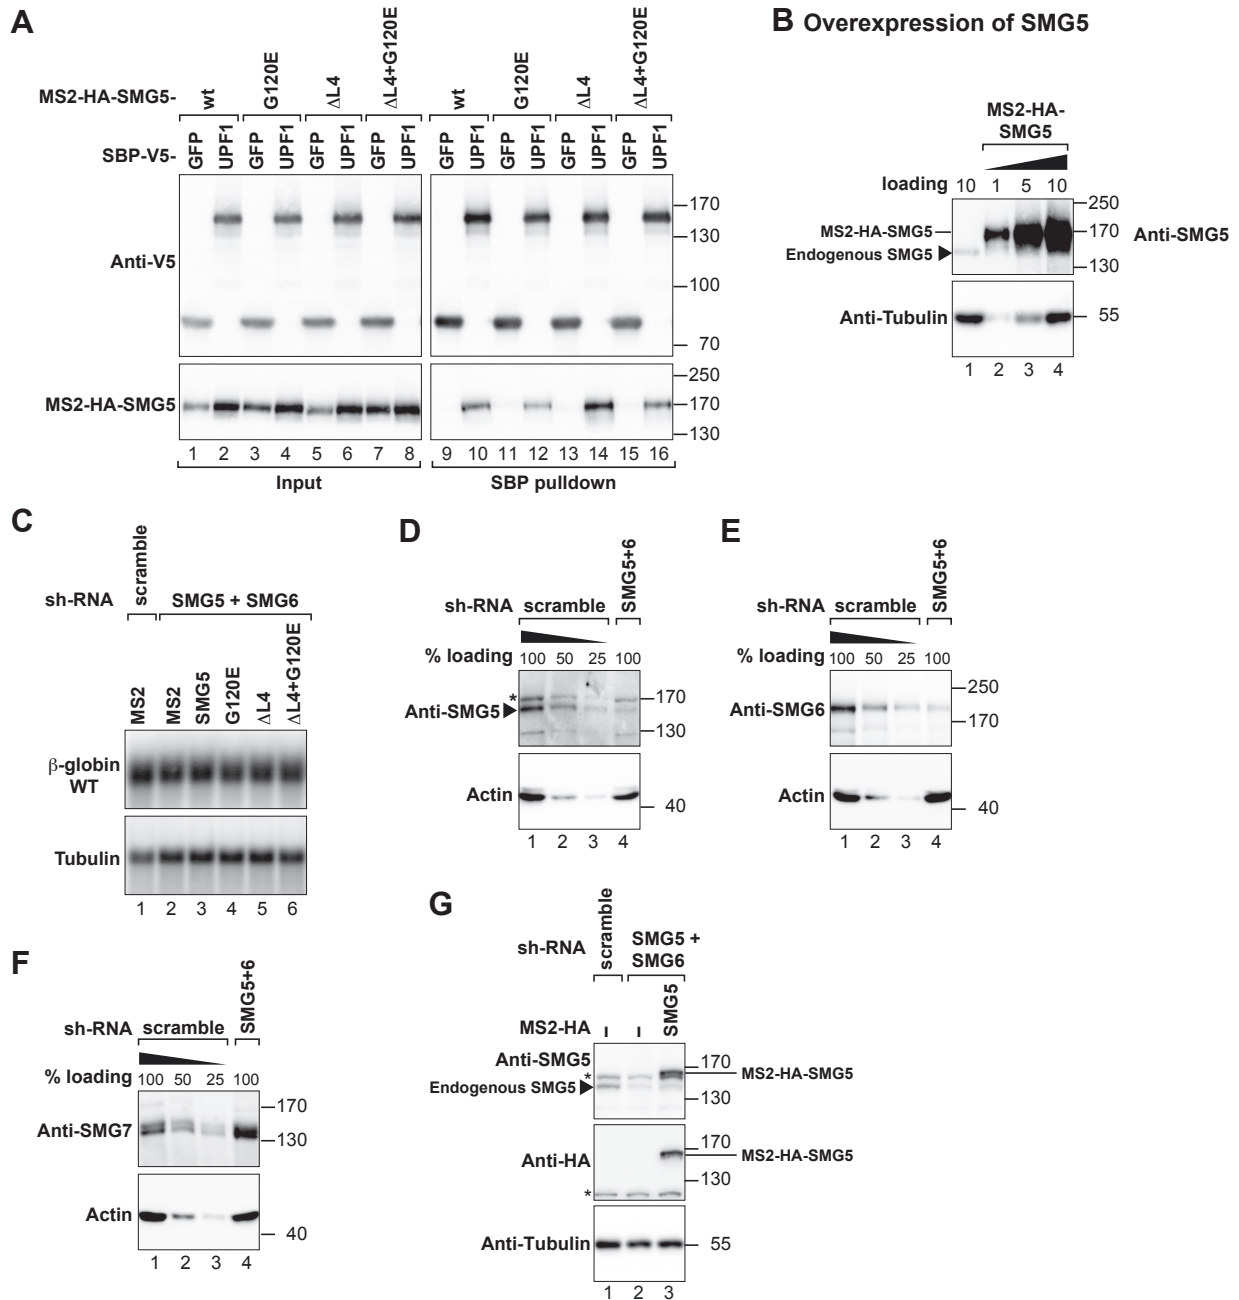 A
MS2-HA-SMG5- wt G120E ΔL4 ΔL4+G120E wt G120E ΔL4 ΔL4+G120E
SBP-V5- GFP UPF1 GFP UPF1 GFP UPF1 GFP UPF1 GFP UPF1 GFP UPF1 GFP UPF1 GFP UPF1
Anti-V5
170
130
100
70
MS2-HA-SMG5
250
170
130
1 2 3 4 5 6 7 8 9 10 11 12 13 14 15 16
Input SBP pulldown
B Overexpression of SMG5
MS2-HA-
SMG5
loading 10 1 5 10
250
MS2-HA-SMG5 170 Anti-SMG5
Endogenous SMG5
130
Anti-Tubulin 55
1 2 3 4
C
sh-RNA scramble SMG5 + SMG6
MS2 MS2 SMG5 G120E ΔL4 ΔL4+G120E
β-globin
WT
Tubulin
1 2 3 4 5 6
D
sh-RNA scramble SMG5+6
% loading 100 50 25 100
* 170
Anti-SMG5
130
Actin
40
1 2 3 4
E
sh-RNA scramble SMG5+6
% loading 100 50 25 100
250
Anti-SMG6
170
Actin
40
1 2 3 4
F
sh-RNA scramble SMG5+6
% loading 100 50 25 100
170
Anti-SMG7
130
Actin
40
1 2 3 4
G
sh-RNA scramble SMG5 +
SMG6
MS2-HA - - SMG5
Anti-SMG5 170
* MS2-HA-SMG5
Endogenous SMG5
130
170
Anti-HA MS2-HA-SMG5
130
*
Anti-Tubulin 55
1 2 3